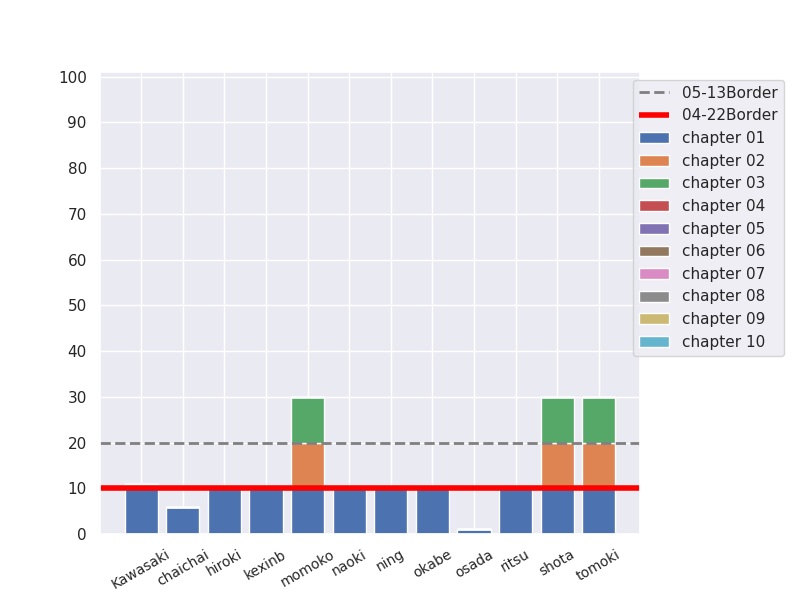 100
90
80
70
60
50
40
30
20
10
0
Kawasaki
chaichai
hiroki
kexinb
momoko
naoki
ning
okabe
osada
ritsu
shota
tomoki
05-13Border
04-22Border
chapter 01
chapter 02
chapter 03
chapter 04
chapter 05
chapter 06
chapter 07
chapter 08
chapter 09
chapter 10